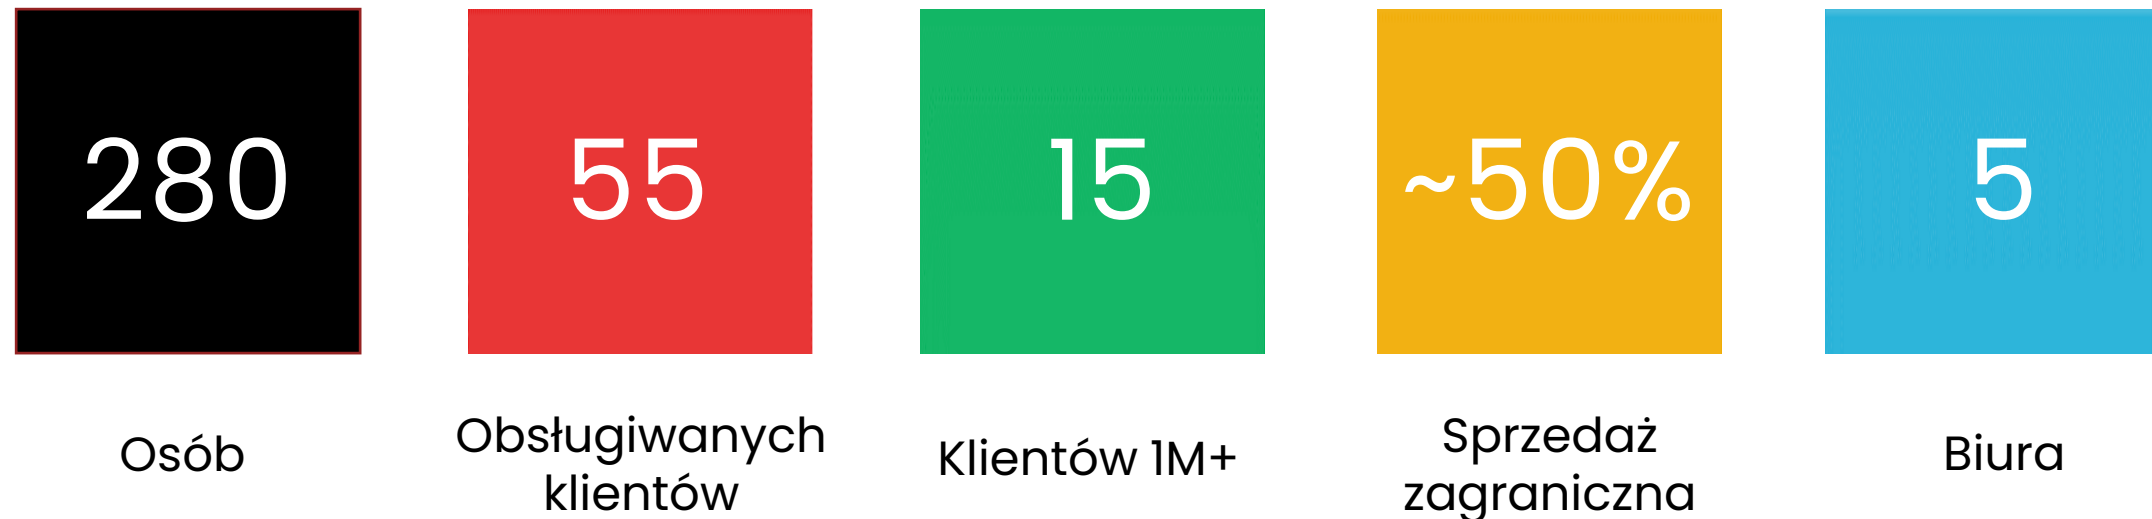 280
55
15
~50%
5
Osób
Obsługiwanych
klientów
Klientów 1M+
Sprzedaż
zagraniczna
Biura